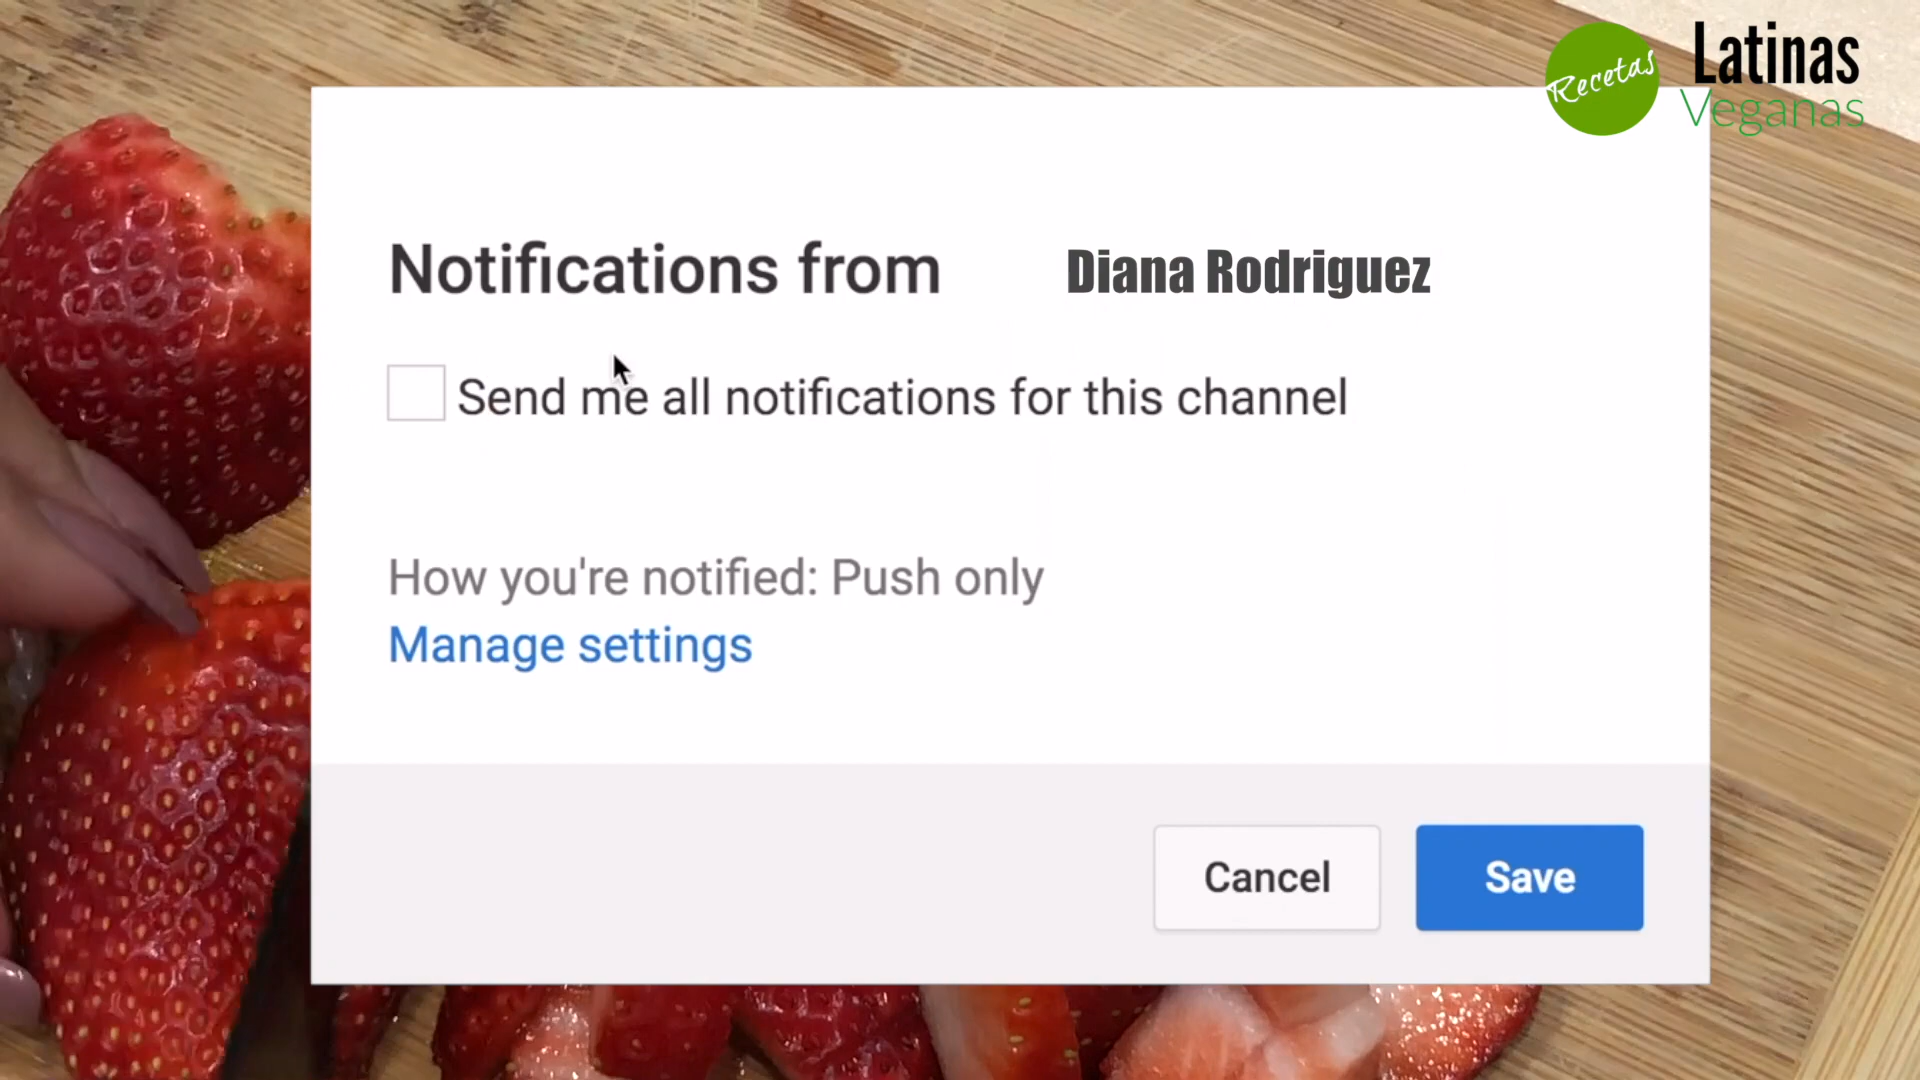 Recetas
Latinas
Veganas
Notifications from Diana Rodriguez
Send me all notifications for this channel
How you're notified: Push only
Manage settings
Cancel
Save